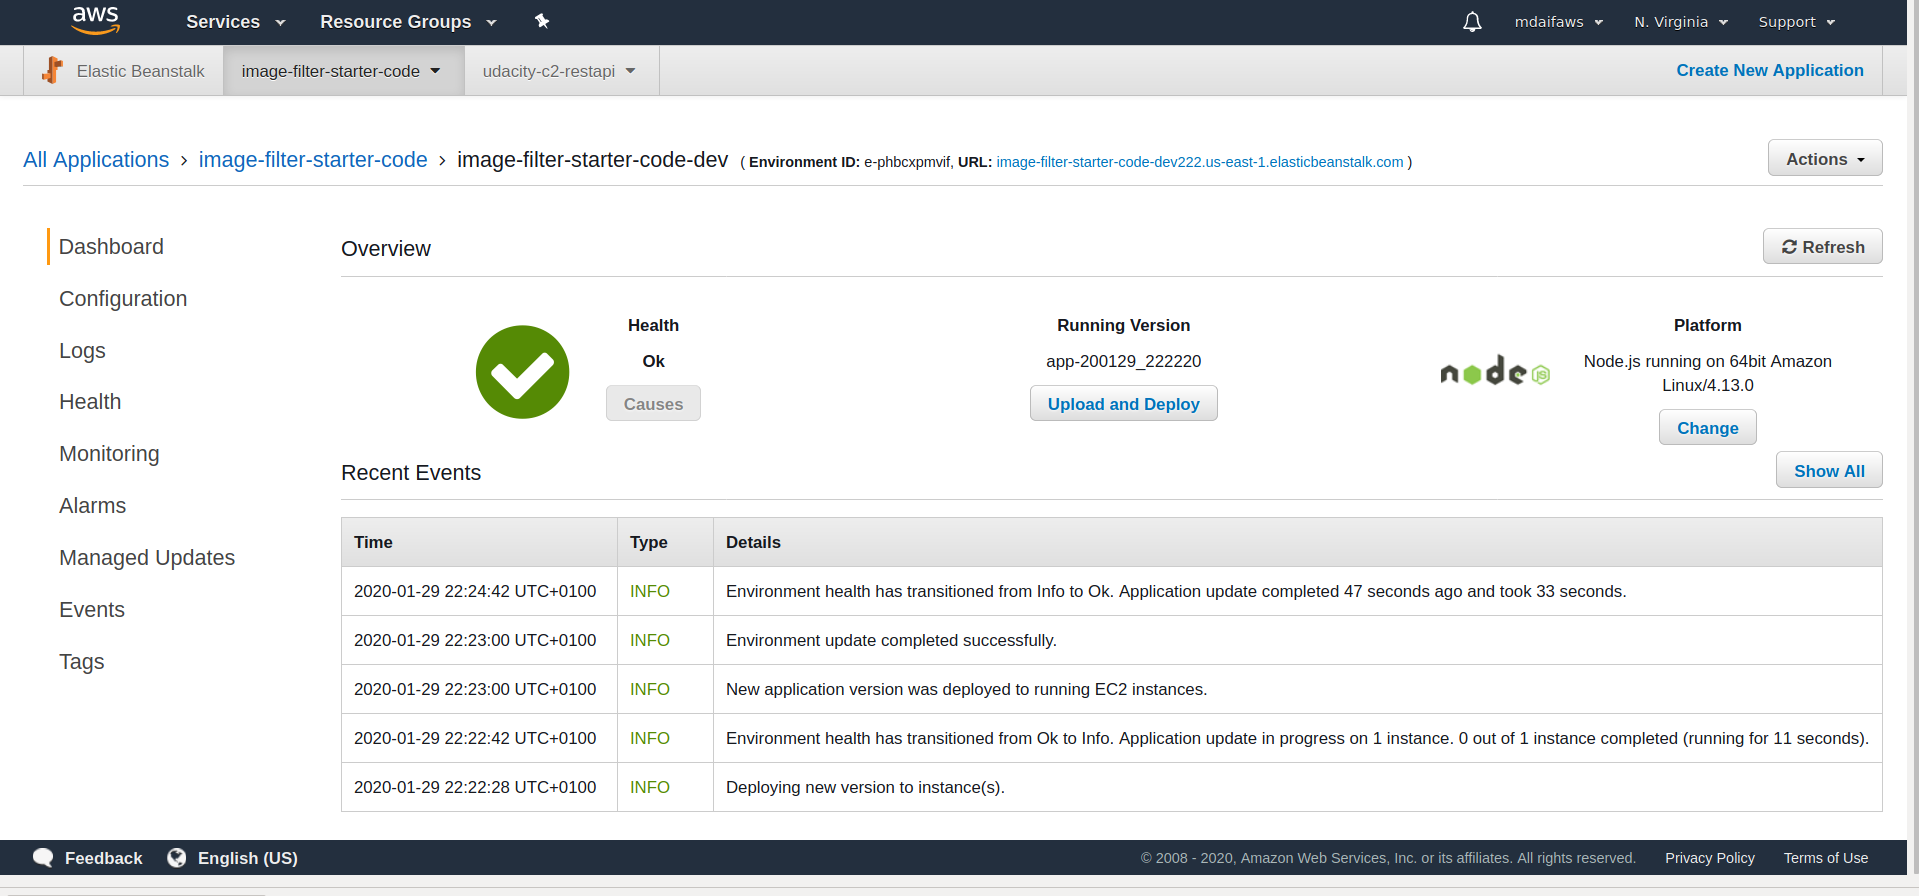 aws Services Resource Groups mdaifaws N. Virginia Support
Elastic Beanstalk image-filter-starter-code udacity-c2-restapi Create New Application
All Applications › image-filter-starter-code › image-filter-starter-code-dev ( Environment ID: e-phbcxpmvif, URL: image-filter-starter-code-dev222.us-east-1.elasticbeanstalk.com ) Actions
Dashboard
Configuration
Logs
Health
Monitoring
Alarms
Managed Updates
Events
Tags
Overview Refresh
Health
Ok
Causes
Running Version
app-200129_222220
Upload and Deploy
node JS
Platform
Node.js running on 64bit Amazon
Linux/4.13.0
Change
Recent Events Show All
Time Type Details
2020-01-29 22:24:42 UTC+0100 INFO Environment health has transitioned from Info to Ok. Application update completed 47 seconds ago and took 33 seconds.
2020-01-29 22:23:00 UTC+0100 INFO Environment update completed successfully.
2020-01-29 22:23:00 UTC+0100 INFO New application version was deployed to running EC2 instances.
2020-01-29 22:22:42 UTC+0100 INFO Environment health has transitioned from Ok to Info. Application update in progress on 1 instance. 0 out of 1 instance completed (running for 11 seconds).
2020-01-29 22:22:28 UTC+0100 INFO Deploying new version to instance(s).
Feedback English (US) © 2008 - 2020, Amazon Web Services, Inc. or its affiliates. All rights reserved. Privacy Policy Terms of Use